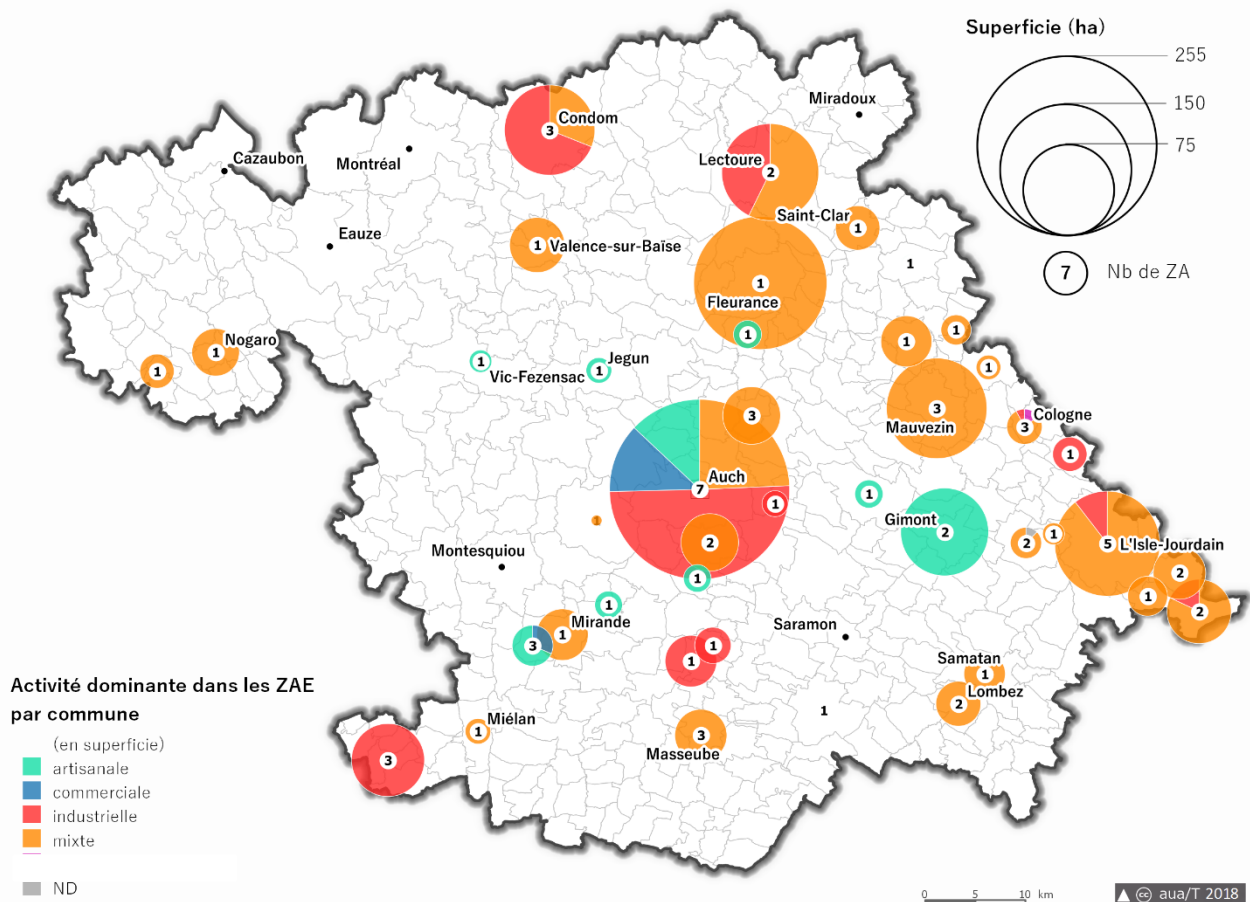 Superficie (ha)
255
150
75
7 Nb de ZA
Miradoux
Condom
3
Cazaubon
Montréal
Lectoure
2
Saint-Clar
1
Eauze
1 Valence-sur-Baïse
1
1
Fleurance
1
1
1
Nogaro
1
1
1
Vic-Fezensac
Jegun
1
1
3
Mauvezin
3
Cologne
3
1
Auch
7
1
1
Gimont
2
1
2
1
5 L'Isle-Jourdain
2
Montesquiou
2
1
1
1
2
Mirande
1
3
Saramon
1
1
Samatan
1
Lombez
2
Miélan
1
1
3
Masseube
3
Activité dominante dans les ZAE
par commune
(en superficie)
artisanale
commerciale
industrielle
mixte
ND
0 5 10 km
cc aua/T 2018